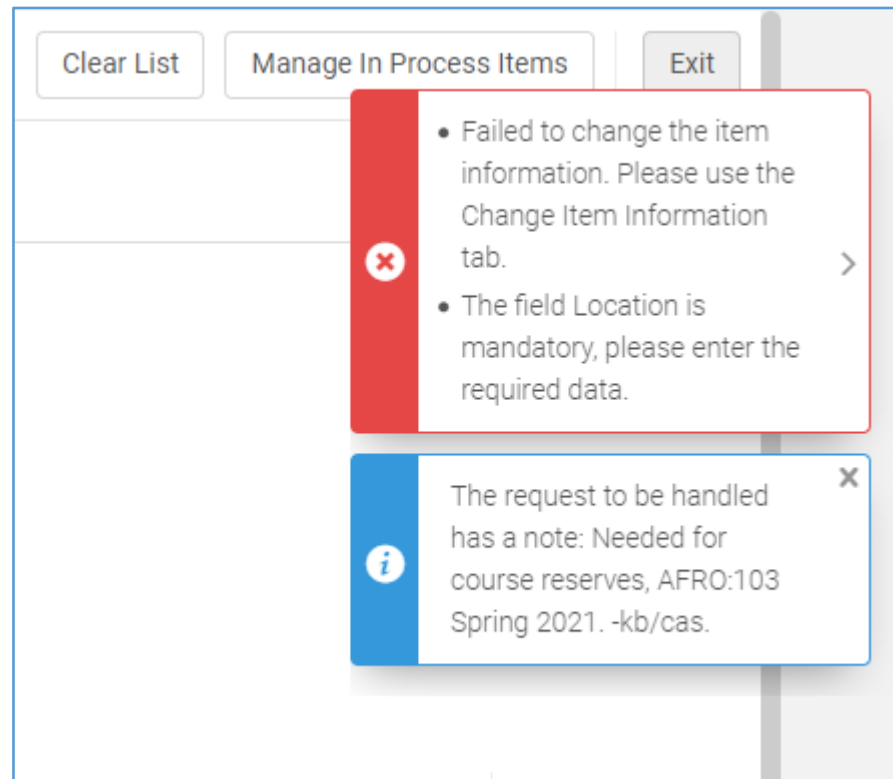 Clear List
Manage In Process Items
Exit
• Failed to change the item
information. Please use the
Change Item Information
tab.
• The field Location is
mandatory, please enter the
required data.
The request to be handled
has a note: Needed for
course reserves, AFRO:103
Spring 2021. -kb/cas.